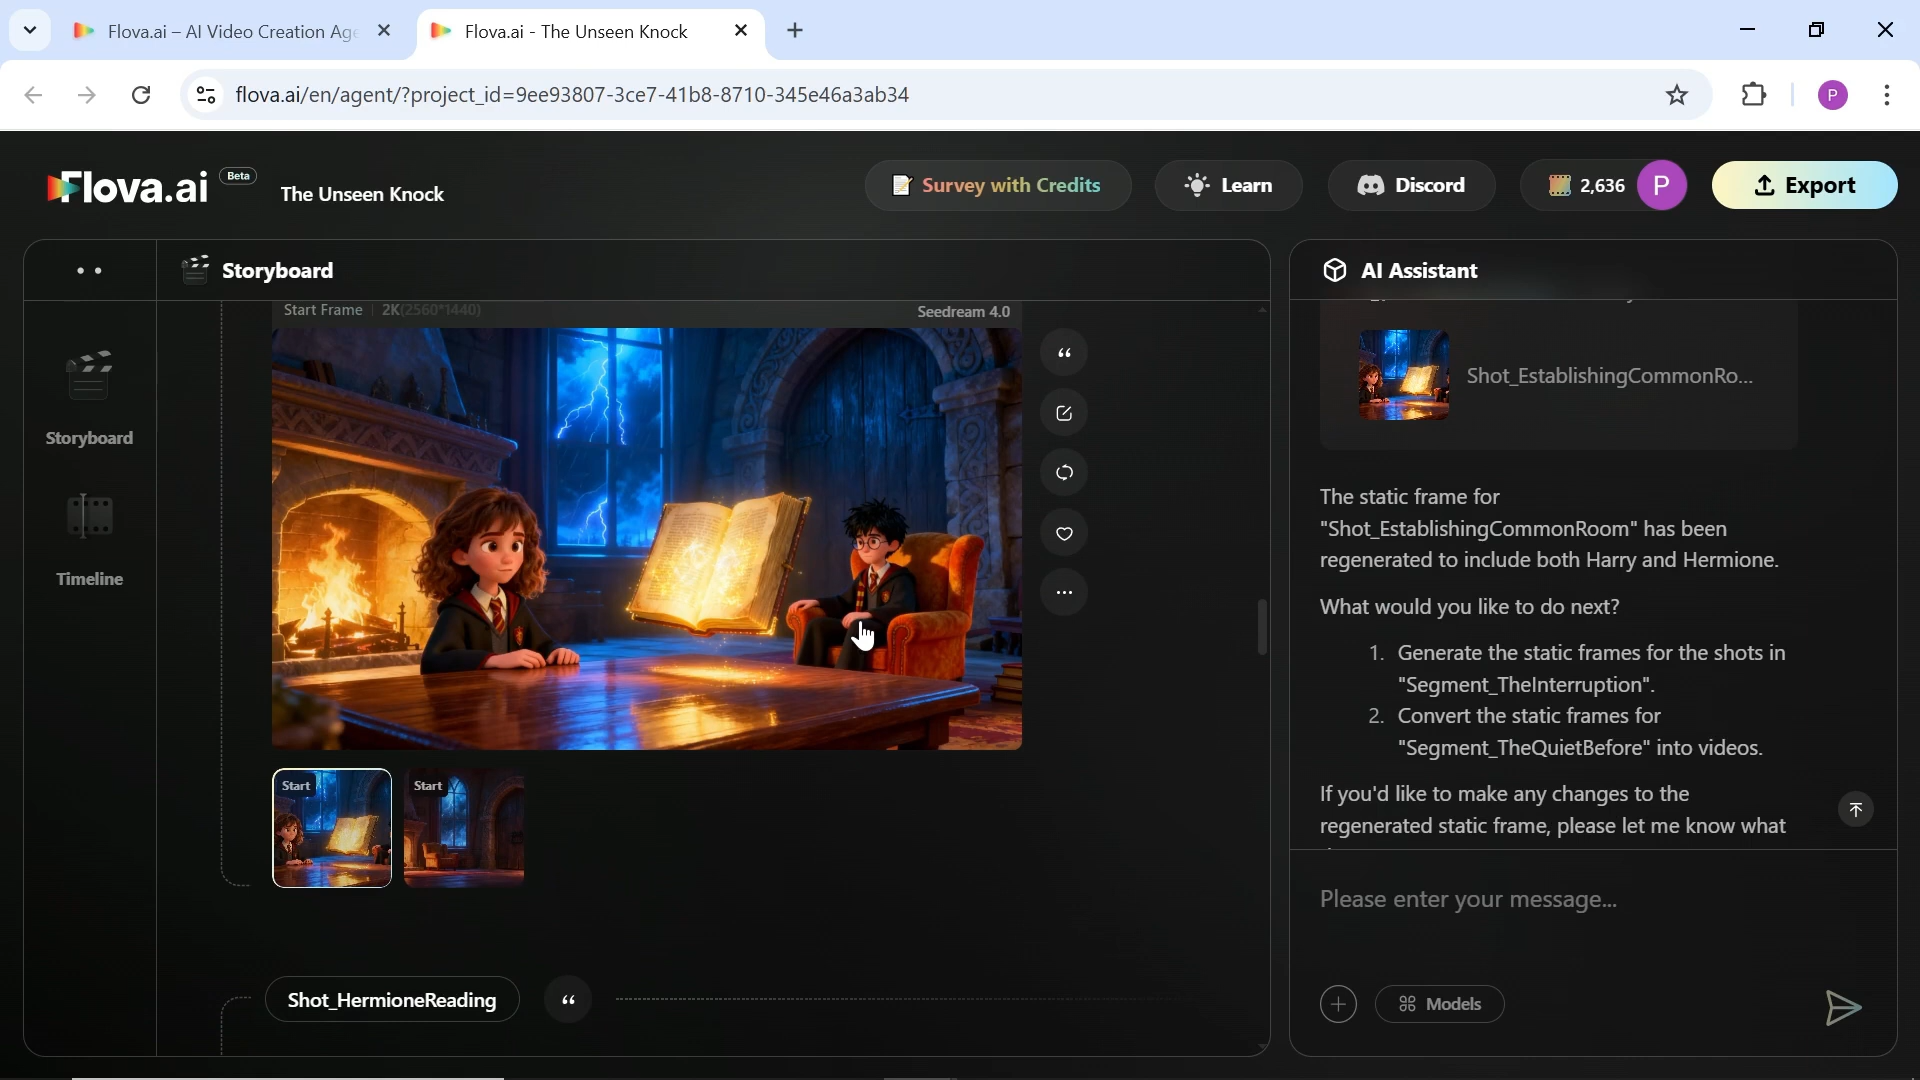 Flova.ai – AI Video Creation Age
Flova.ai - The Unseen Knock
flova.ai/en/agent/?project_id=9ee93807-3ce7-41b8-8710-345e46a3ab34
P
Flova.ai
Beta
The Unseen Knock
Survey with Credits
Learn
Discord
2,636
P
Export
Storyboard
Storyboard
Timeline
Start Frame | 2K(2560*1440)
Seedream 4.0
Start
Start
Shot_HermioneReading
AI Assistant
Shot_EstablishingCommonRo...
The static frame for
"Shot_EstablishingCommonRoom" has been
regenerated to include both Harry and Hermione.
What would you like to do next?
1. Generate the static frames for the shots in
"Segment_TheInterruption".
2. Convert the static frames for
"Segment_TheQuietBefore" into videos.
If you'd like to make any changes to the
regenerated static frame, please let me know what
Please enter your message...
Models